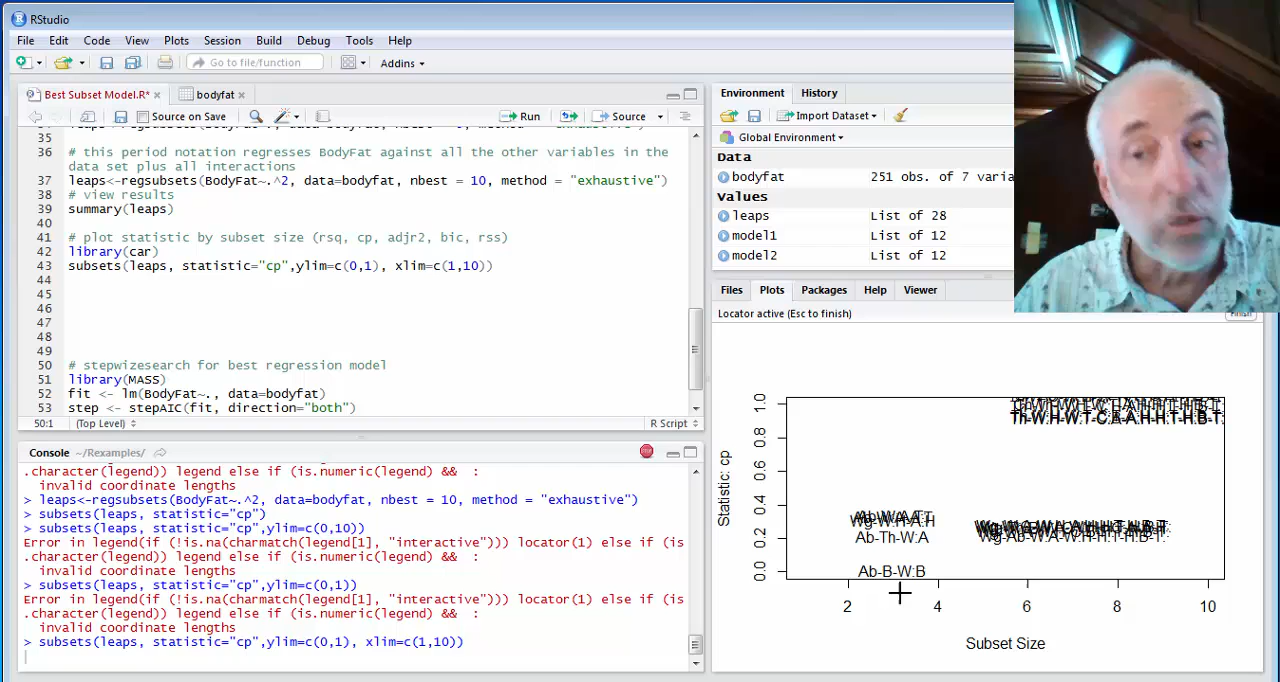 RStudio
File Edit Code View Plots Session Build Debug Tools Help
Go to file/function Addins
Best Subset Model.R* bodyfat
Source on Save Run Source
35
36 # this period notation regresses BodyFat against all the other variables in the
data set plus all interactions
37 leaps<-regsubsets(BodyFat~.^2, data=bodyfat, nbest = 10, method = "exhaustive")
38 # view results
39 summary(leaps)
40
41 # plot statistic by subset size (rsq, cp, adjr2, bic, rss)
42 library(car)
43 subsets(leaps, statistic="cp",ylim=c(0,1), xlim=c(1,10))
44
45
46
47
48
49
50 # stepwizesearch for best regression model
51 library(MASS)
52 fit <- lm(BodyFat~., data=bodyfat)
53 step <- stepAIC(fit, direction="both")
50:1 (Top Level) R Script
Console ~/Rexamples/
.character(legend)) legend else if (is.numeric(legend) && :
invalid coordinate lengths
> leaps<-regsubsets(BodyFat~.^2, data=bodyfat, nbest = 10, method = "exhaustive")
> subsets(leaps, statistic="cp")
> subsets(leaps, statistic="cp",ylim=c(0,10))
Error in legend(if (!is.na(charmatch(legend[1], "interactive"))) locator(1) else if (is
.character(legend)) legend else if (is.numeric(legend) && :
invalid coordinate lengths
> subsets(leaps, statistic="cp",ylim=c(0,1))
Error in legend(if (!is.na(charmatch(legend[1], "interactive"))) locator(1) else if (is
.character(legend)) legend else if (is.numeric(legend) && :
invalid coordinate lengths
> subsets(leaps, statistic="cp",ylim=c(0,1), xlim=c(1,10))
Environment History
Import Dataset
Global Environment
Data
bodyfat 251 obs. of 7 varia
Values
leaps List of 28
model1 List of 12
model2 List of 12
Files Plots Packages Help Viewer
Locator active (Esc to finish) Finish
Statistic: cp
1.0
0.8
0.6
0.4
0.2
0.0
Ab-Th-W:A
Ab-B-W:B
2 4 6 8 10
Subset Size